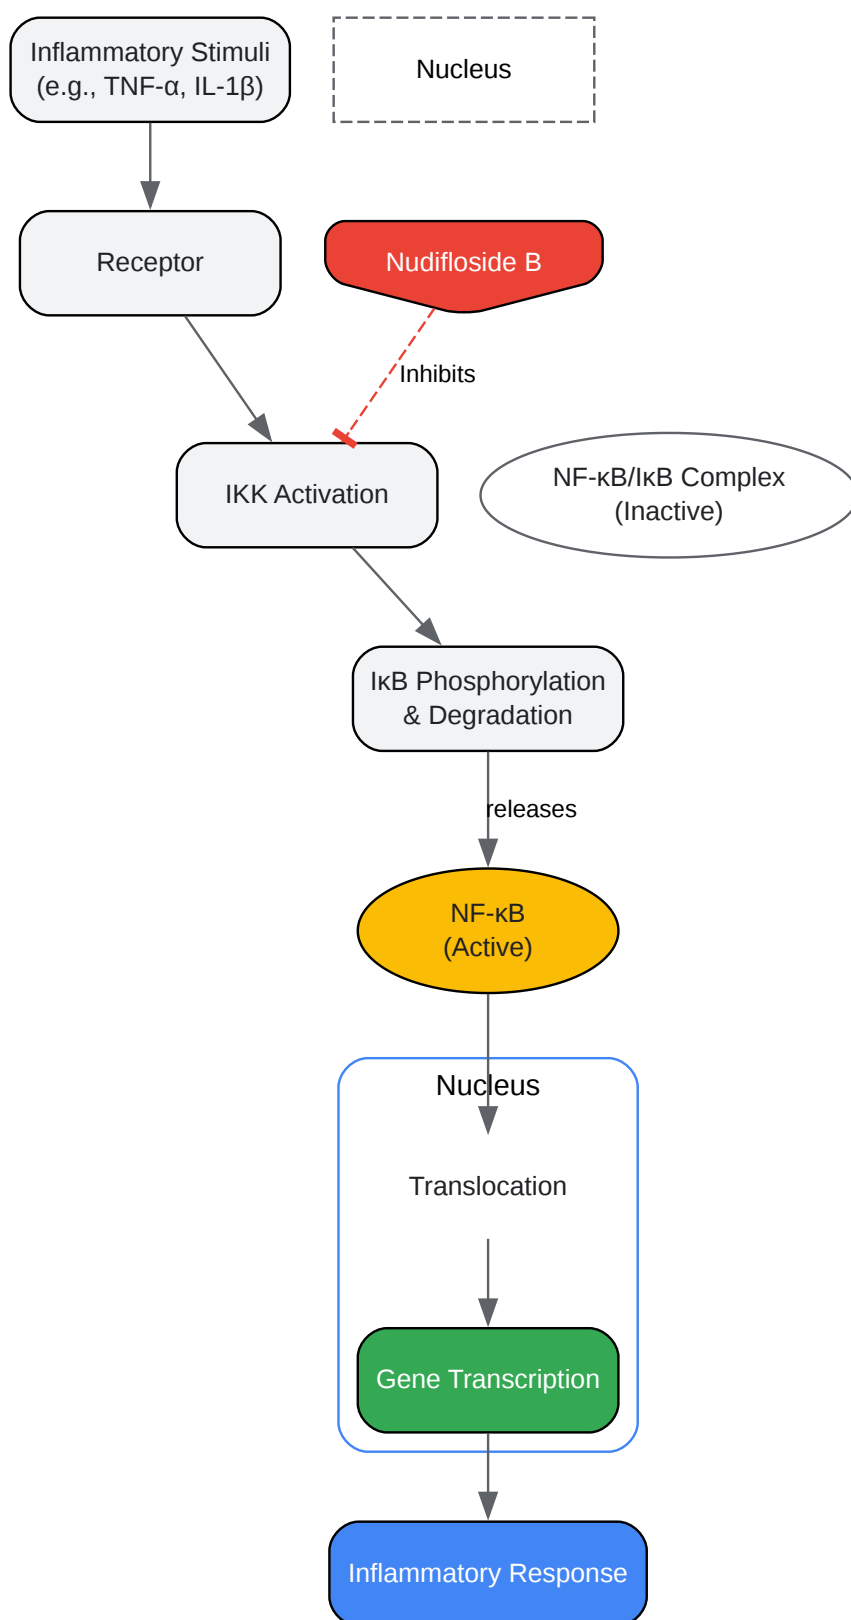 Inflammatory Stimuli
(e.g., TNF-α, IL-1β)
Nucleus
Receptor
Nudifloside B
Inhibits
IKK Activation
NF-κB/IκB Complex
(Inactive)
IκB Phosphorylation
& Degradation
releases
NF-κB
(Active)
Nucleus
Translocation
Gene Transcription
Inflammatory Response